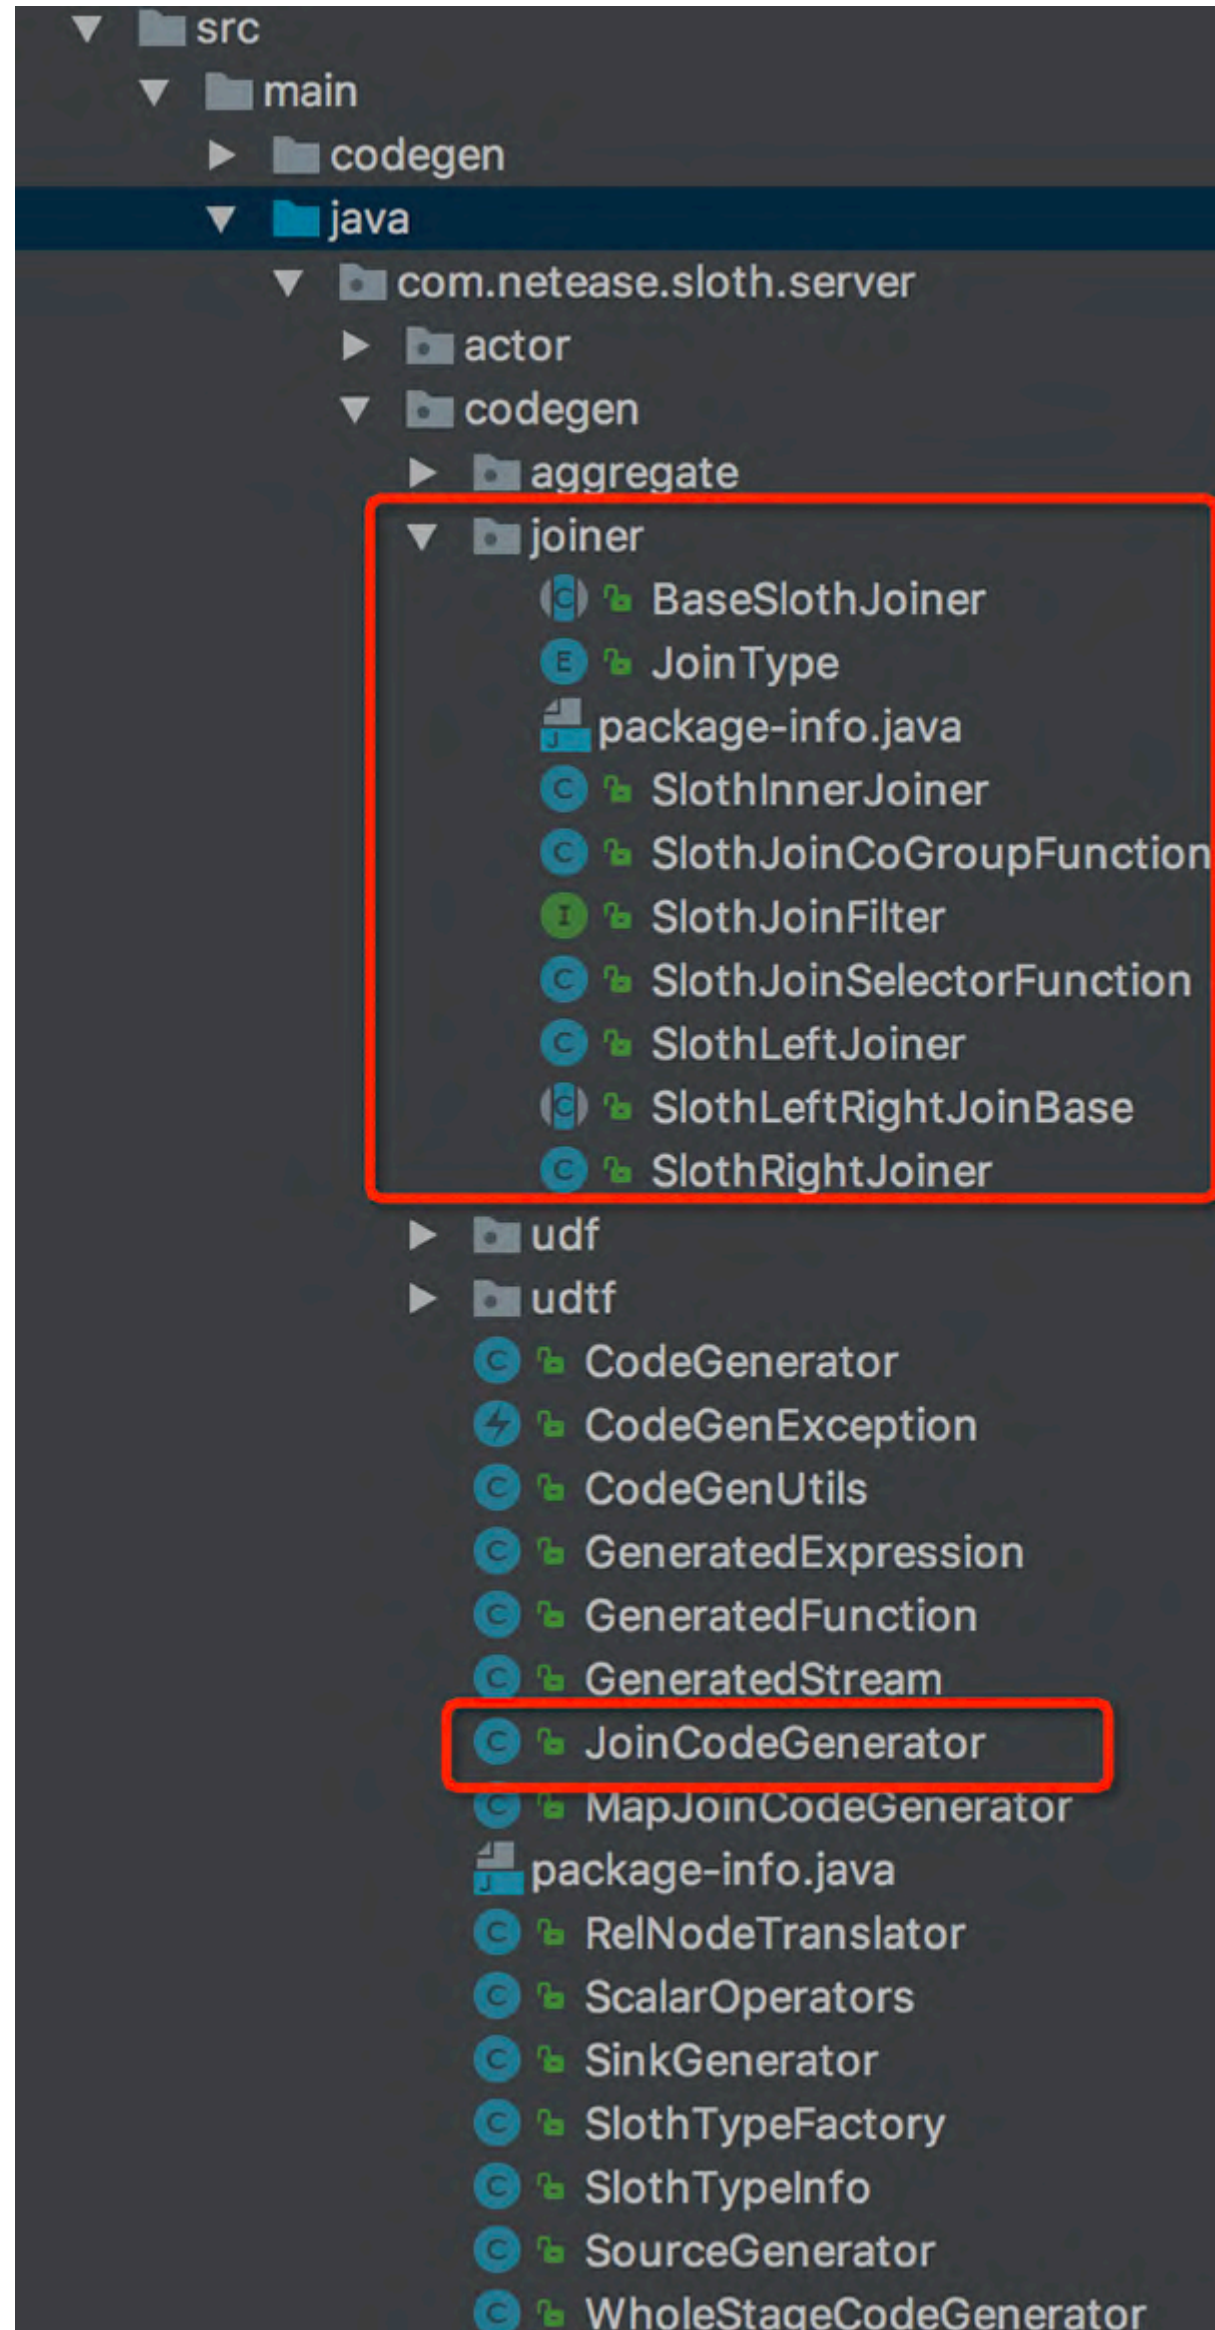 src
main
codegen
java
com.netease.sloth.server
actor
codegen
aggregate
joiner
C BaseSlothJoiner
E JoinType
J package-info.java
C SlothInnerJoiner
C SlothJoinCoGroupFunction
I SlothJoinFilter
C SlothJoinSelectorFunction
C SlothLeftJoiner
C SlothLeftRightJoinBase
C SlothRightJoiner
udf
udtf
C CodeGenerator
CodeGenException
C CodeGenUtils
C GeneratedExpression
C GeneratedFunction
C GeneratedStream
C JoinCodeGenerator
C MapJoinCodeGenerator
J package-info.java
C RelNodeTranslator
C ScalarOperators
C SinkGenerator
C SlothTypeFactory
C SlothTypeInfo
C SourceGenerator
C WholeStageCodeGenerator